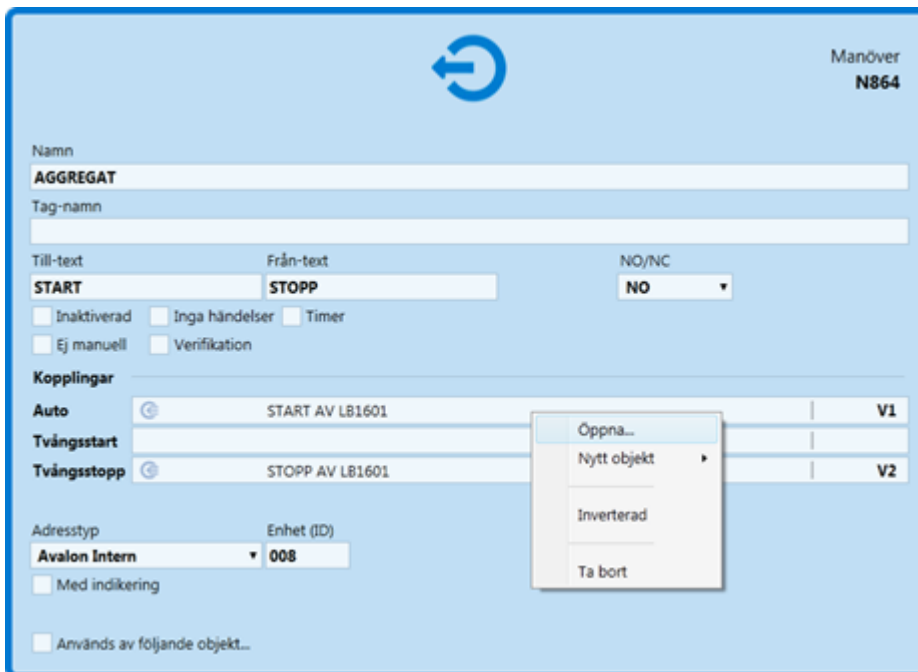 Manöver
N864
Namn
AGGREGAT
Tag-namn
Till-text Från-text NO/NC
START STOPP NO
Inaktiverad Inga händelser Timer
Ej manuell Verifikation
Kopplingar
Auto START AV LB1601 V1
Tvångsstart
Tvångsstopp STOPP AV LB1601 V2
Öppna...
Nytt objekt
Inverterad
Ta bort
Adresstyp Enhet (ID)
Avalon Intern 008
Med indikering
Används av följande objekt...